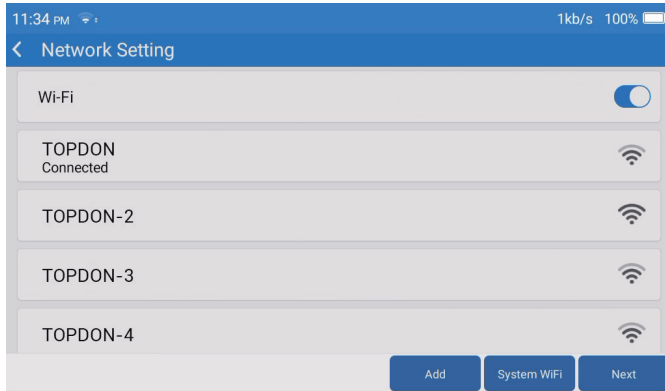 11:34 PM 1kb/s 100%
Network Setting
Wi-Fi
TOPDON
Connected
TOPDON-2
TOPDON-3
TOPDON-4
Add System WiFi Next